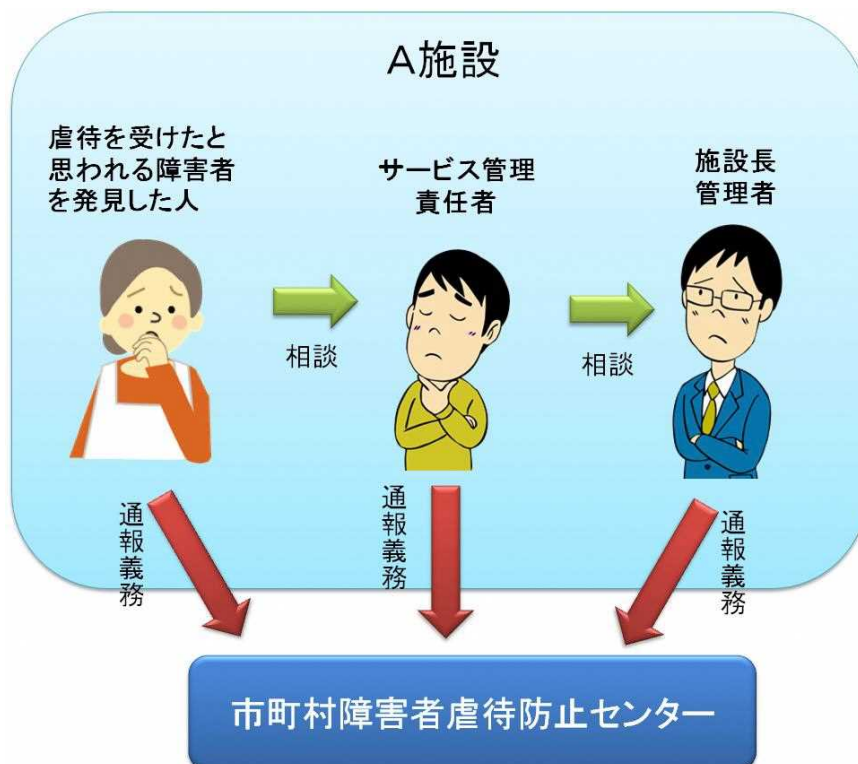 A施設
虐待を受けたと
思われる障害者
を発見した人
サービス管理
責任者
施設長
管理者
相談
相談
通報義務
通報義務
通報義務
市町村障害者虐待防止センター